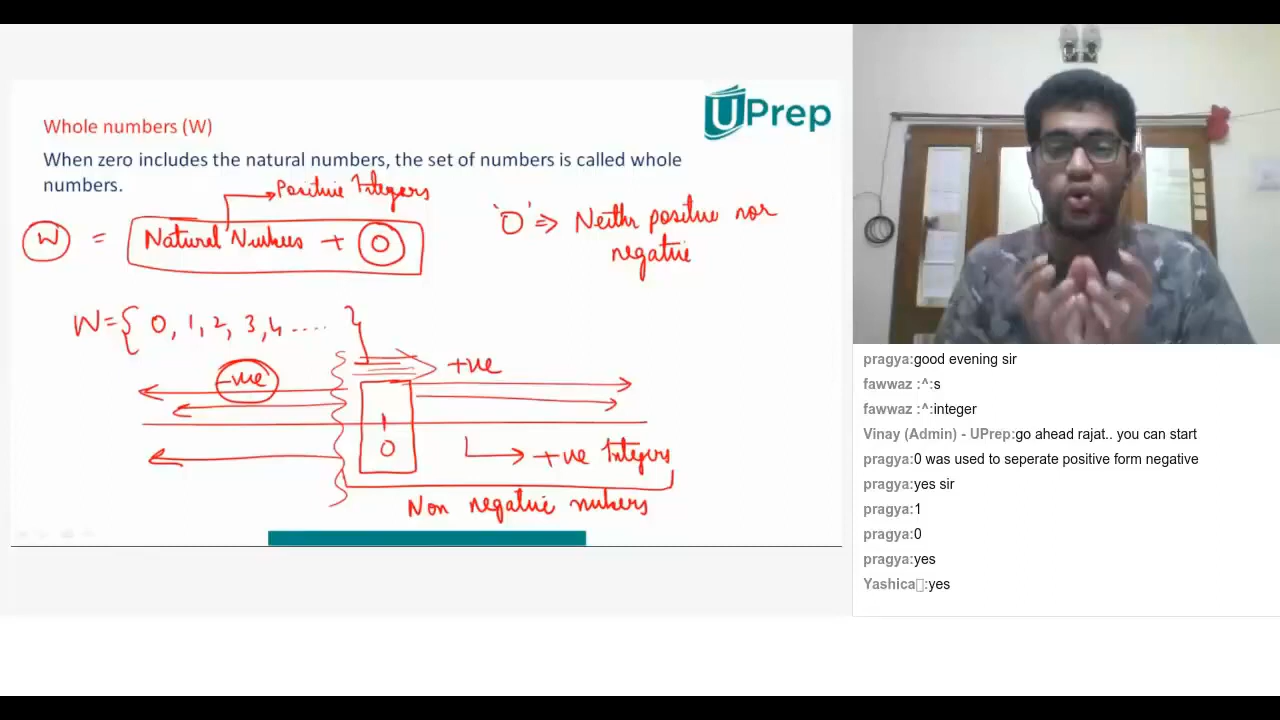 UPrep
Whole numbers (W)
When zero includes the natural numbers, the set of numbers is called whole
numbers.
Positive Integers
'0' => Neither positive nor
negative
W = Natural Numbers + 0
W = { 0, 1, 2, 3, 4 .... }
-ve
+ve
0
+ve Integers
Non negative numbers
pragya:good evening sir
fawwaz :^:s
fawwaz :^:integer
Vinay (Admin) - UPrep:go ahead rajat.. you can start
pragya:0 was used to seperate positive form negative
pragya:yes sir
pragya:1
pragya:0
pragya:yes
Yashica▯:yes